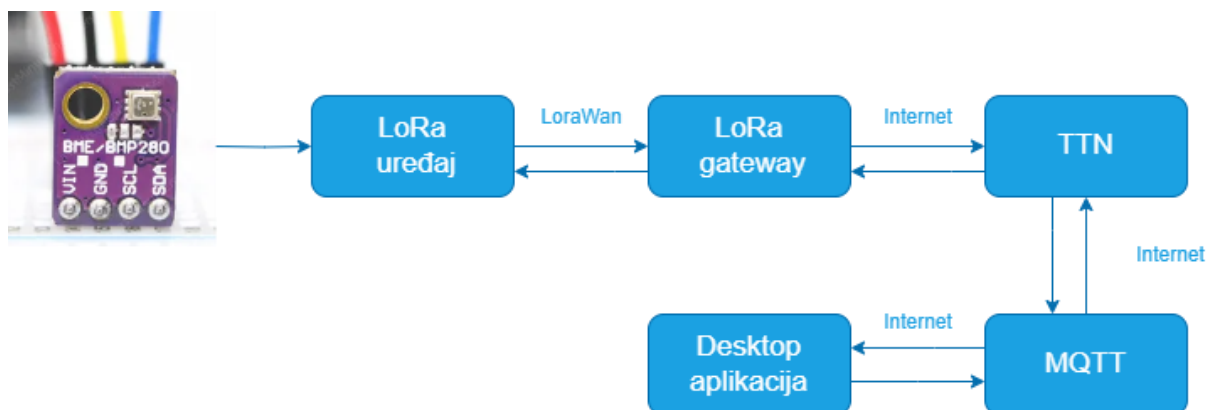 BME/BMP280
VIN
GND
SCL
SDA
LoRa
uređaj
LoraWan
LoRa
gateway
Internet
TTN
Internet
Desktop
aplikacija
Internet
MQTT